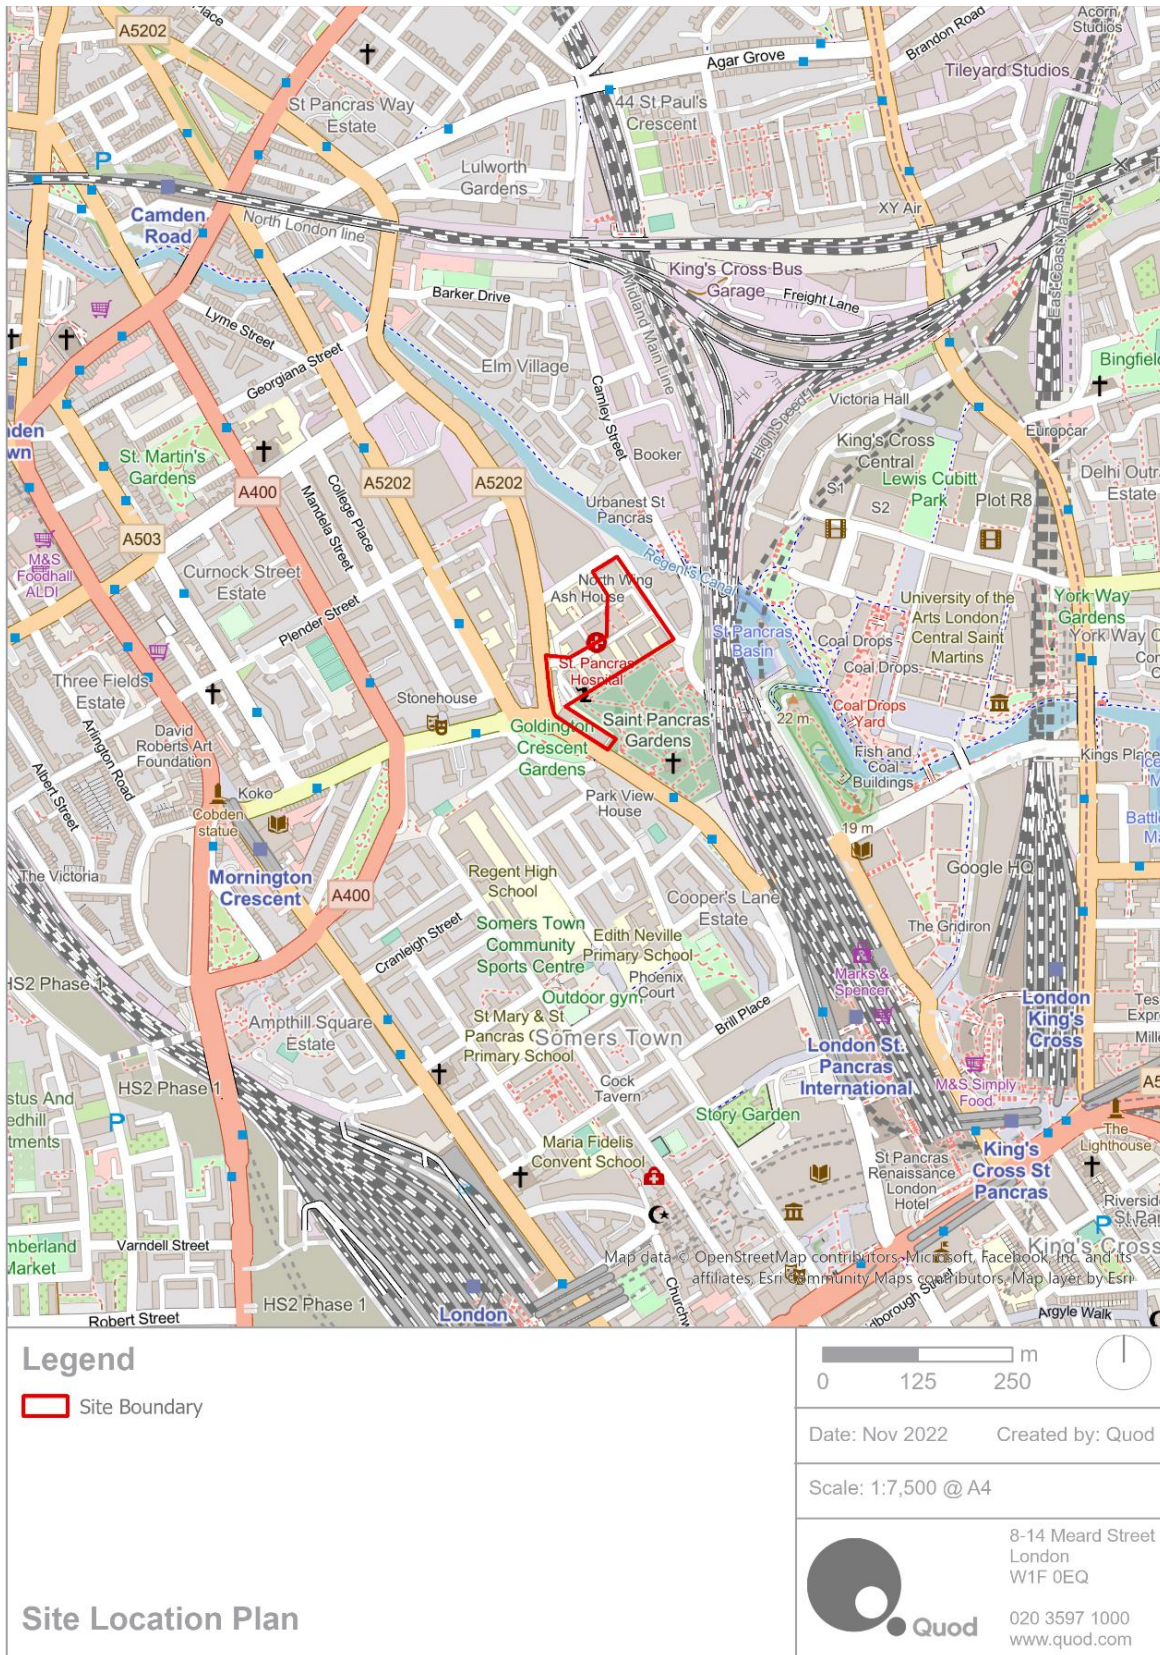 Place
A5202
Acorn
Studios
Brandon Road
Agar Grove
Tileyard Studios
St Pancras Way
Estate
44 St Paul's
Crescent
P
Lulworth
Gardens
Camden
Road
North London line
XY Air
King's Cross Bus
Garage
Freight Lane
East Coast Main Line
Barker Drive
Midland Main Line
Lyme Street
Georgiana Street
Elm Village
Camley Street
High Speed
Victoria Hall
Bingfield
King's Cross
Central
Lewis Cubitt
Park
Europcar
St. Martin's
Gardens
Booker
Delhi Outr
Estate
A400
A5202
A5202
Mandela Street
College Place
Urbanest St
Pancras
S1
S2
Plot R8
A503
M&S
Foodhall
ALDI
Curnock Street
Estate
Plender Street
North Wing
Ash House
Regent's Canal
University of the
Arts London
Central Saint
Martins
York Way
Gardens
York Way C
St Pancras
Basin
Coal Drops
Coal Drops
Coal Drops
Yard
St. Pancras
Hospital
Three Fields
Estate
Stonehouse
Saint Pancras
Gardens
22 m
Goldington
Crescent
Gardens
David
Roberts Art
Foundation
Arlington Road
Albert Street
Fish and
Coal
Buildings
Kings Place
Koko
Cobden
statue
Park View
House
19 m
The Victoria
Mornington
Crescent
A400
Regent High
School
Cooper's Lane
Estate
Google HQ
The Gridiron
Cranleigh Street
Somers Town
Community
Sports Centre
Edith Neville
Primary School
Phoenix
Court
Marks &
Spencer
HS2 Phase 1
Outdoor gym
Brill Place
London
King's
Cross
Ampthill Square
Estate
St Mary & St
Pancras C
Primary School
Somers Town
London St.
Pancras
International
HS2 Phase 1
Cock
Tavern
M&S Simply
Food
P
Story Garden
The
Lighthouse
Maria Fidelis
Convent School
St Pancras
Renaissance
London
Hotel
King's
Cross St
Pancras
P
Varndell Street
King's Cross
Map data © OpenStreetMap contributors, Microsoft, Facebook, Inc. and its
affiliates, Esri Community Maps contributors, Map layer by Esri
HS2 Phase 1
Robert Street
London
Argyle Walk
Legend
Site Boundary
m
0 125 250
Date: Nov 2022 Created by: Quod
Scale: 1:7,500 @ A4
Site Location Plan
Quod
8-14 Meard Street
London
W1F 0EQ
020 3597 1000
www.quod.com